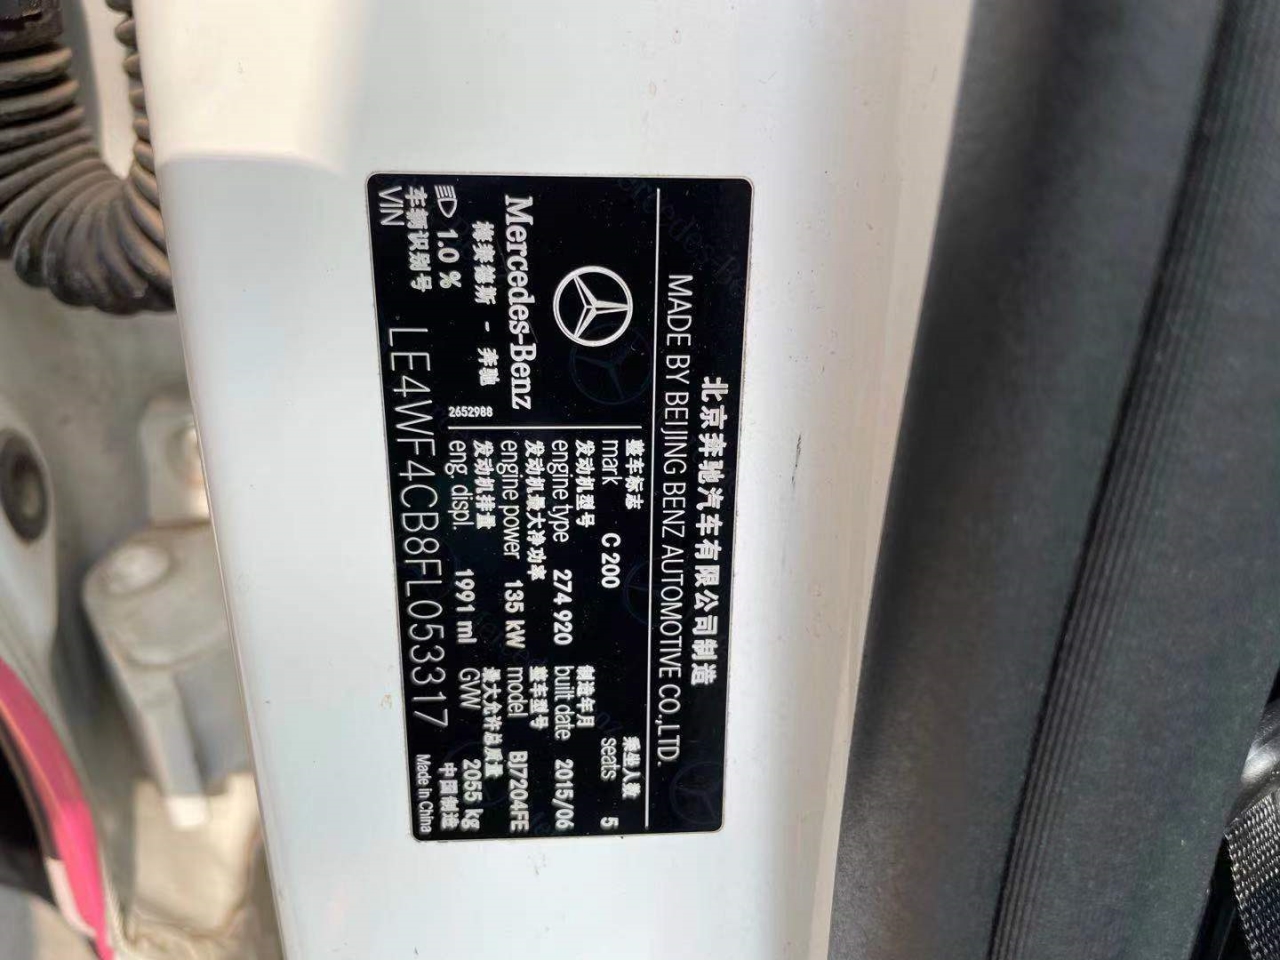 北京奔驰汽车有限公司制造
MADE BY BEIJING BENZ AUTOMOTIVE CO.,LTD.
Mercedes-Benz
梅赛德斯 - 奔驰
1.0 %
2652988
整车标志
mark C 200
乘坐人数
seats 5
发动机型号
engine type 274 920
制造年月
built date 2015/06
发动机最大净功率
engine power 135 kW
整车型号
model BJ7204FE
发动机排量
eng. displ. 1991 ml
最大允许总质量
GVW 2055 kg
车辆识别号
VIN LE4WF4CB8FL053317
中国制造
Made in China